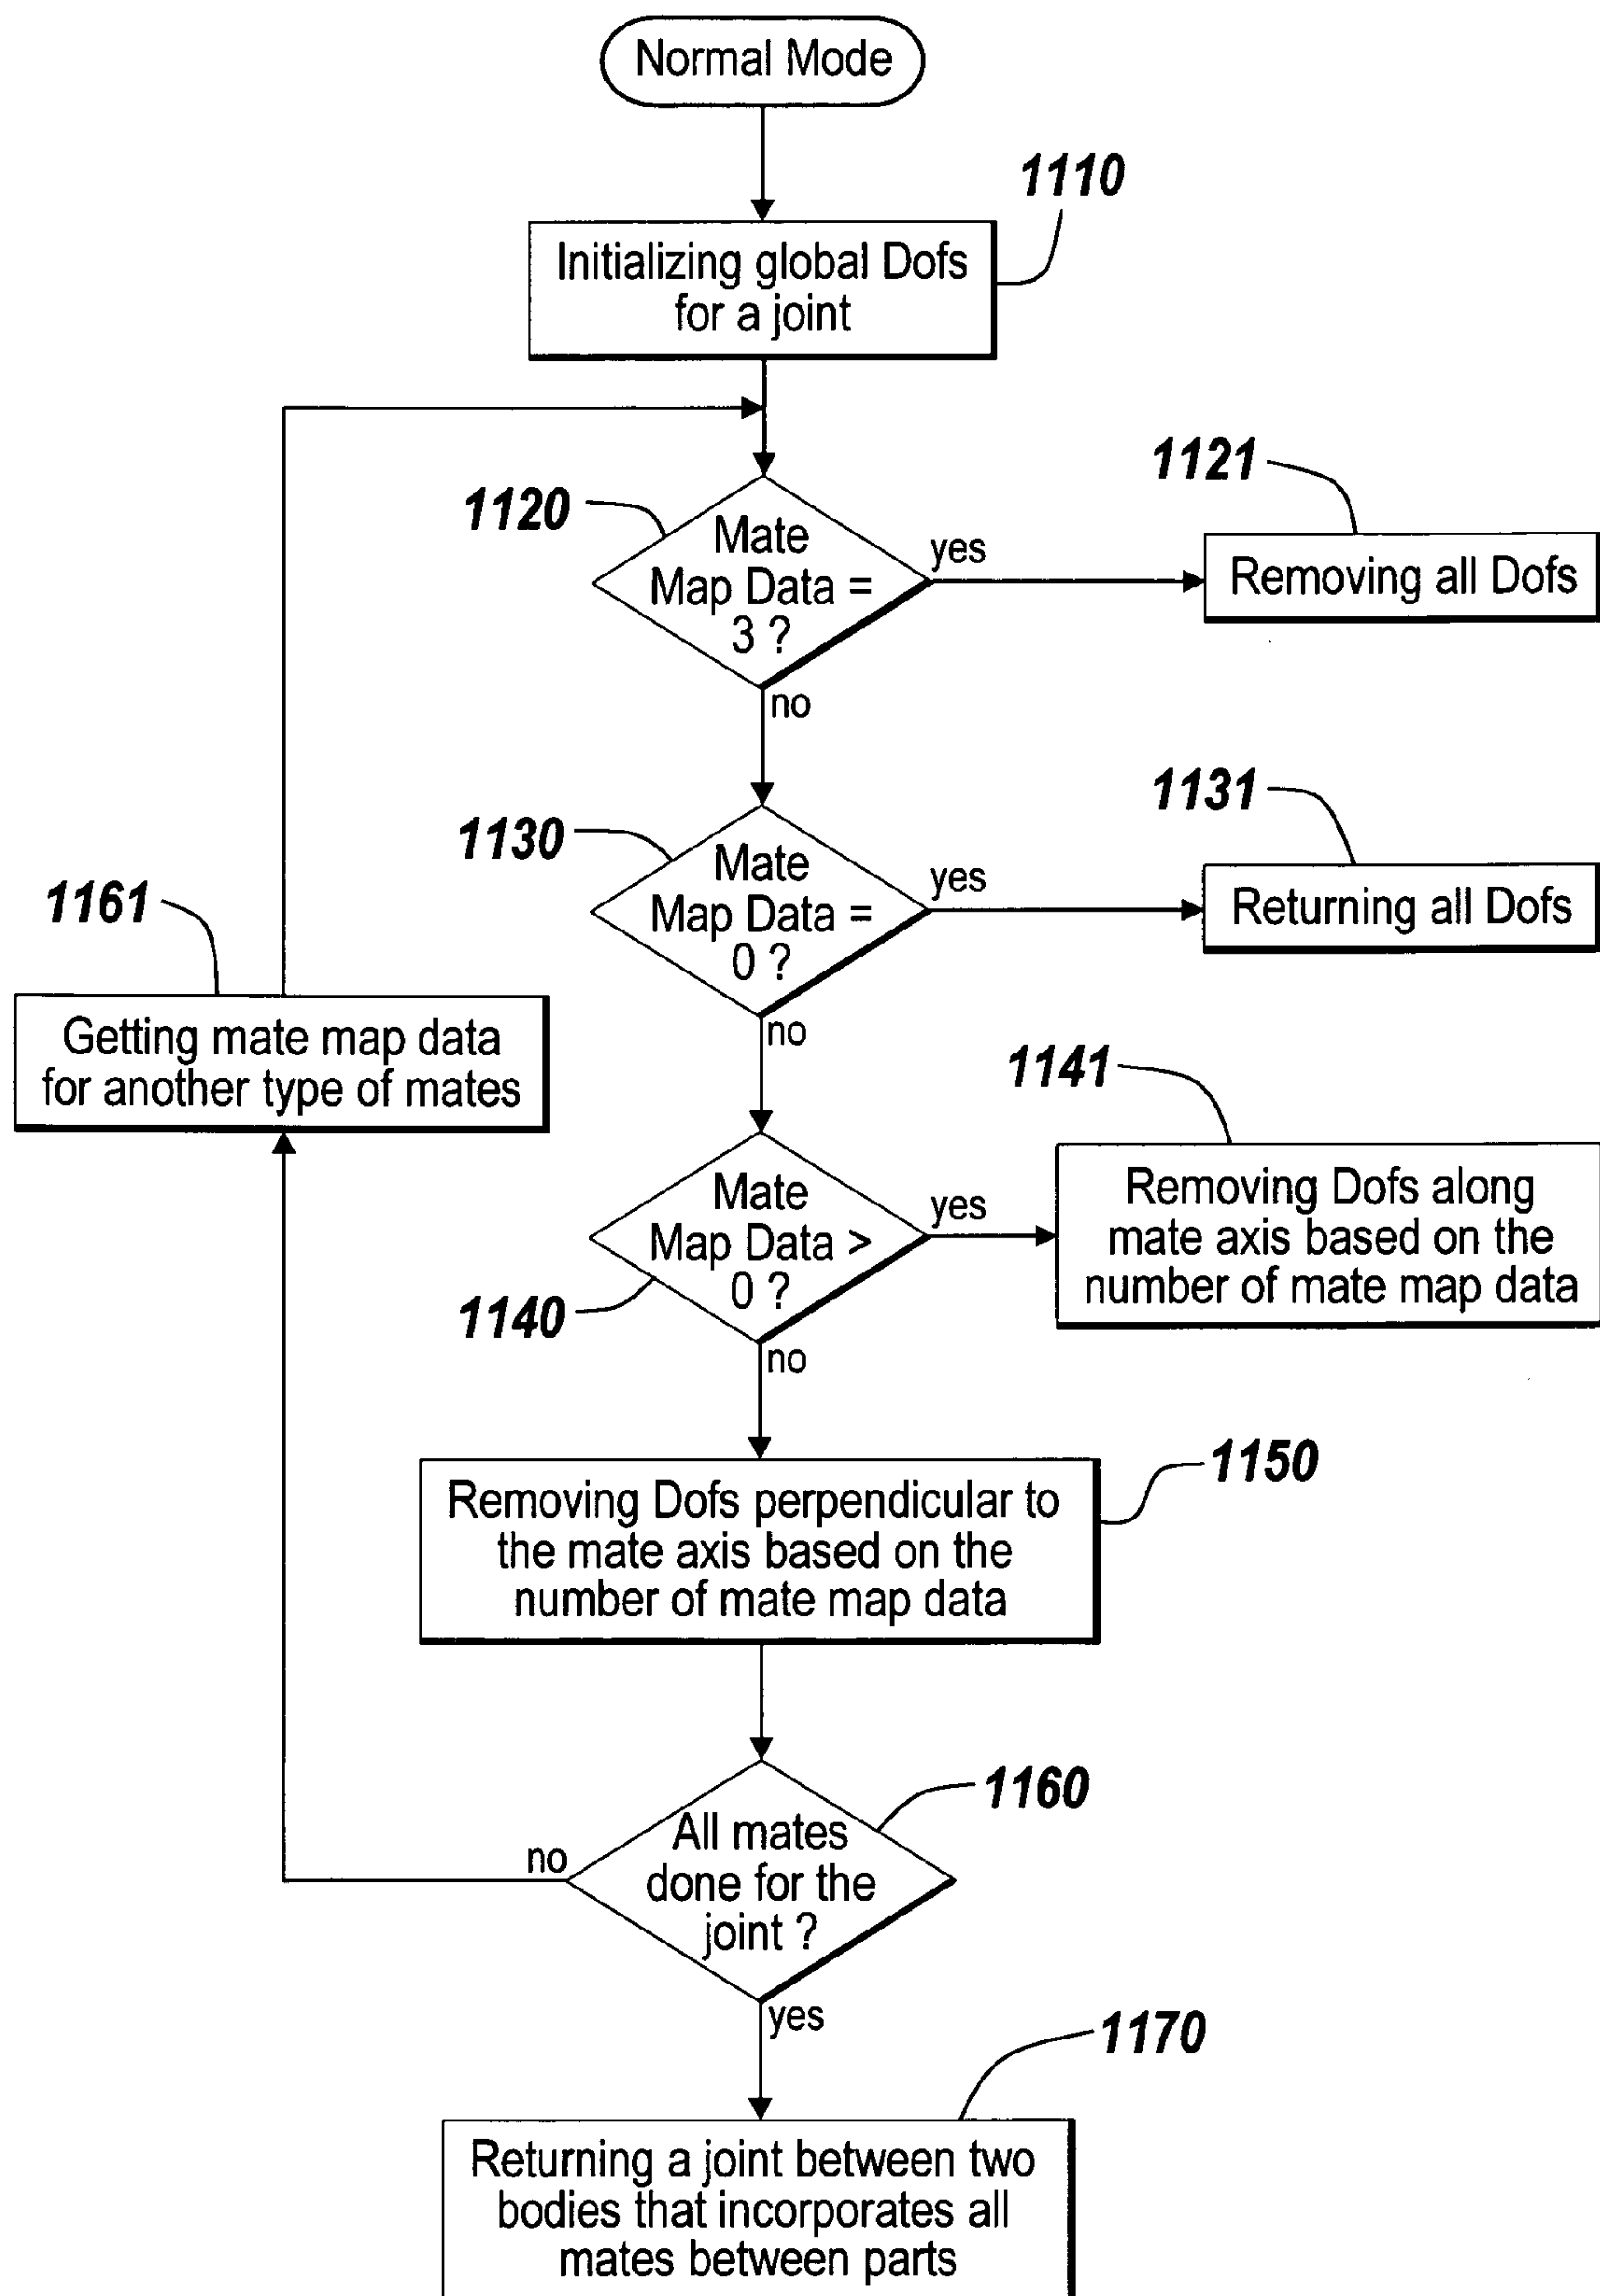 Normal Mode
1110
Initializing global Dofs
for a joint
1120
Mate
Map Data =
3 ?
yes
1121
Removing all Dofs
no
1130
Mate
Map Data =
0 ?
yes
1131
Returning all Dofs
no
1161
Getting mate map data
for another type of mates
1140
Mate
Map Data >
0 ?
yes
1141
Removing Dofs along
mate axis based on the
number of mate map data
no
1150
Removing Dofs perpendicular to
the mate axis based on the
number of mate map data
1160
All mates
done for the
joint ?
no
yes
1170
Returning a joint between two
bodies that incorporates all
mates between parts